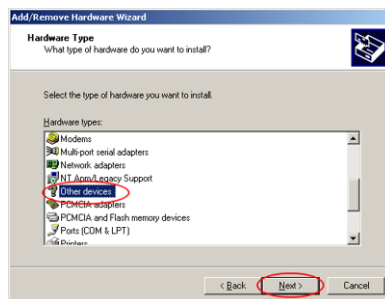 Add/Remove Hardware Wizard
Hardware Type
What type of hardware do you want to install?
Select the type of hardware you want to install.
Hardware types:
Modems
Multi-port serial adapters
Network adapters
NT Apm/Legacy Support
Other devices
PCMCIA adapters
PCMCIA and Flash memory devices
Ports (COM & LPT)
Printers
< Back
Next >
Cancel